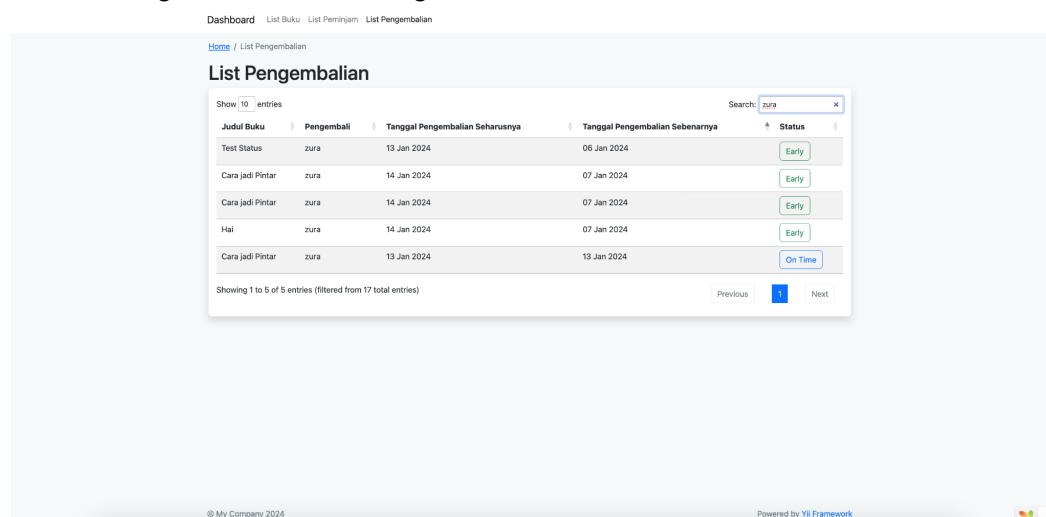 Dashboard List Buku List Peminjam List Pengembalian
Home / List Pengembalian
List Pengembalian
Show 10 entries Search: zura ×
Judul Buku Pengembali Tanggal Pengembalian Seharusnya Tanggal Pengembalian Sebenarnya Status
Test Status zura 13 Jan 2024 06 Jan 2024 Early
Cara jadi Pintar zura 14 Jan 2024 07 Jan 2024 Early
Cara jadi Pintar zura 14 Jan 2024 07 Jan 2024 Early
Hai zura 14 Jan 2024 07 Jan 2024 Early
Cara jadi Pintar zura 13 Jan 2024 13 Jan 2024 On Time
Showing 1 to 5 of 5 entries (filtered from 17 total entries) Previous 1 Next
© My Company 2024 Powered by Yii Framework